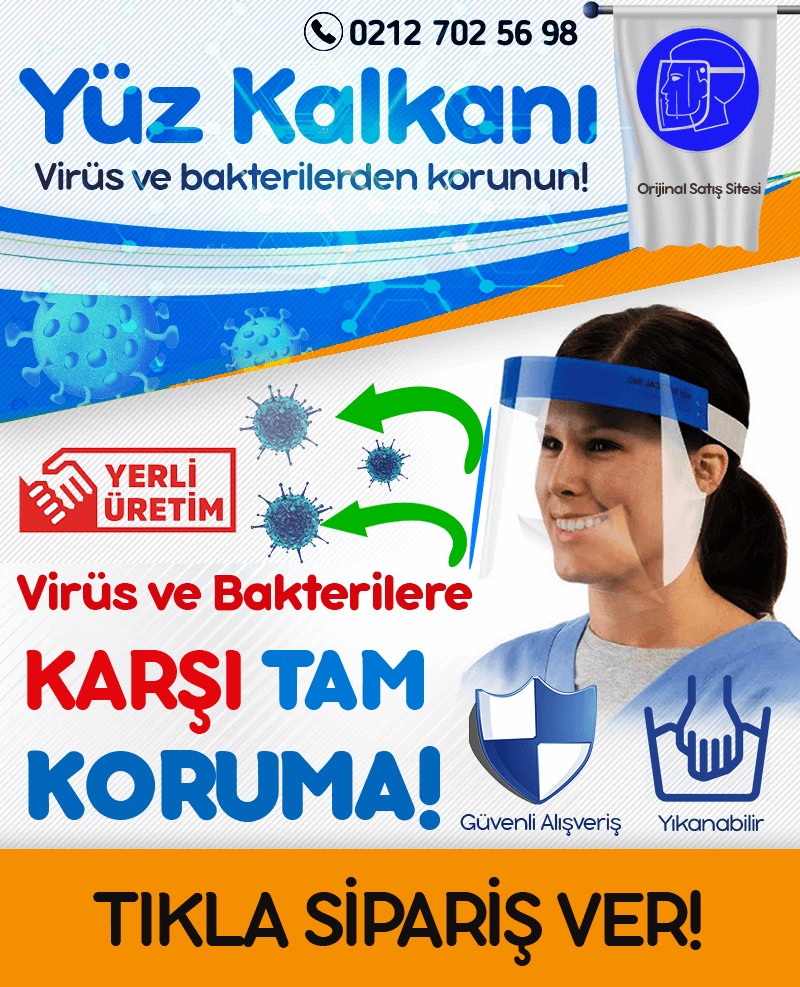 0212 702 56 98
Yüz Kalkanı
Virüs ve bakterilerden korunun!
Orijinal Satış Sitesi
YERLİ
ÜRETİM
Virüs ve Bakterilere
KARŞI TAM
KORUMA!
Güvenli Alışveriş
Yıkanabilir
TIKLA SİPARİŞ VER!